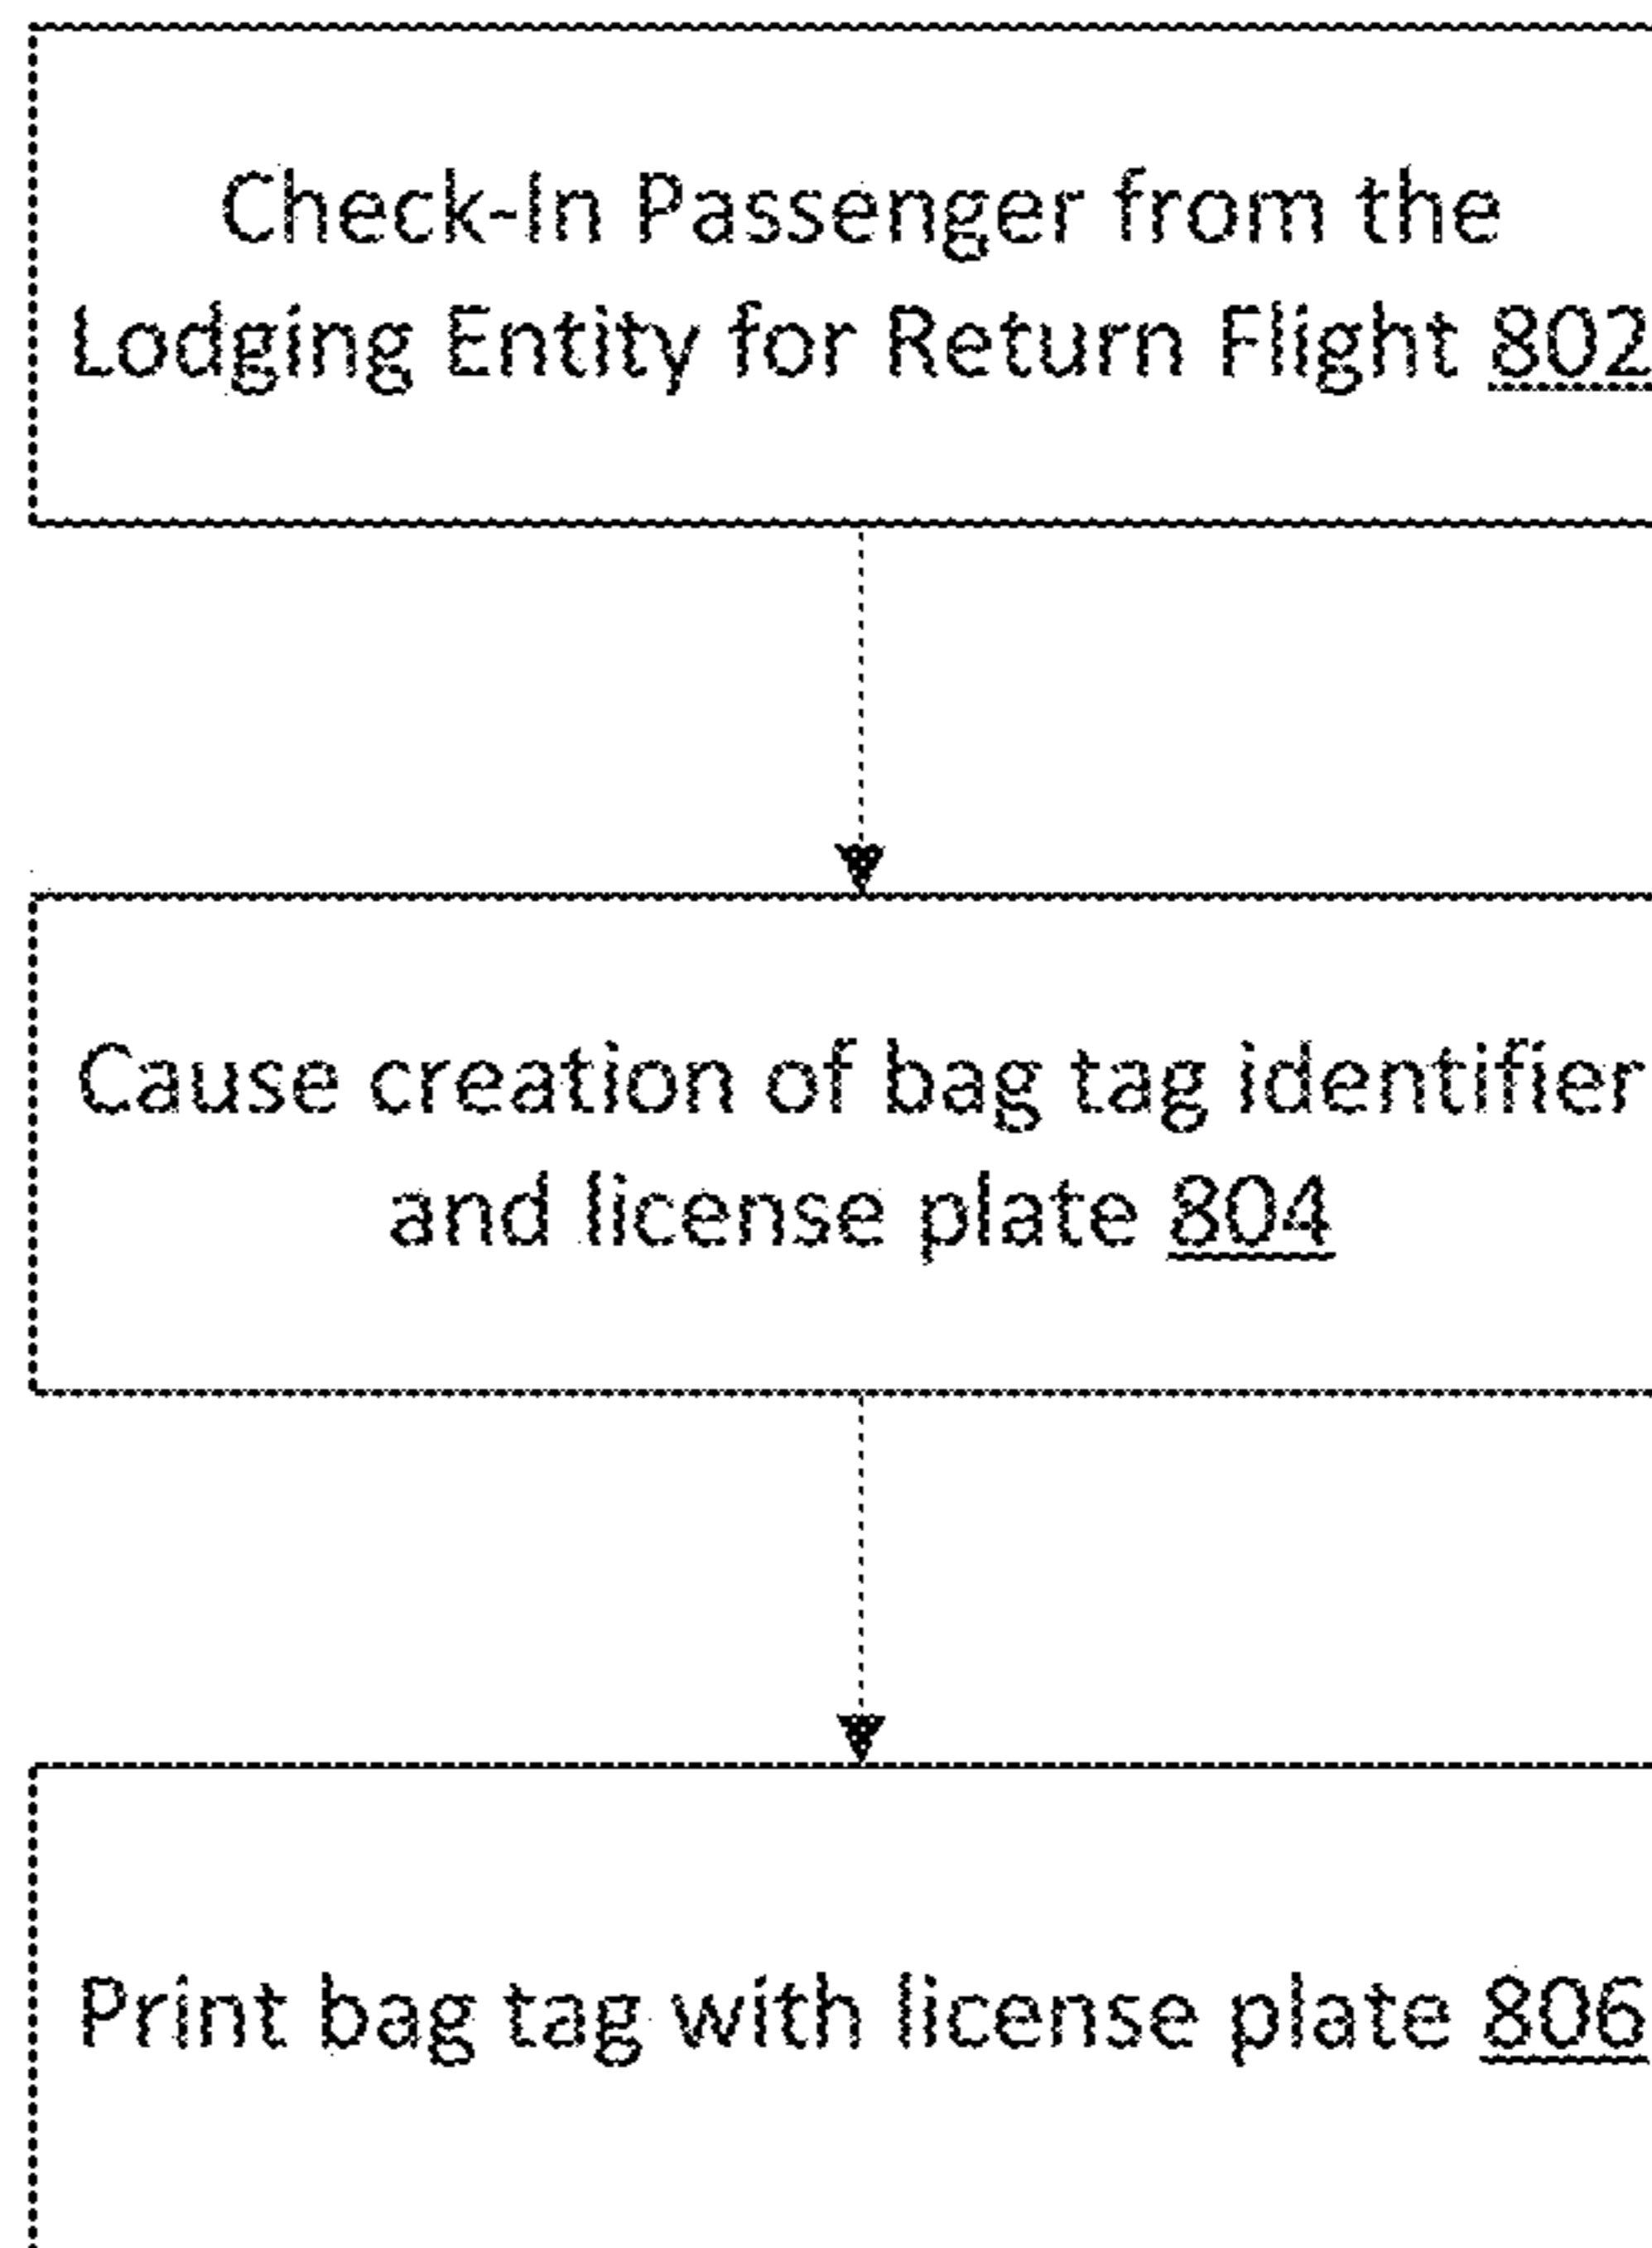 Check-In Passenger from the
Lodging Entity for Return Flight 802
Cause creation of bag tag identifier
and license plate 804
Print bag tag with license plate 806